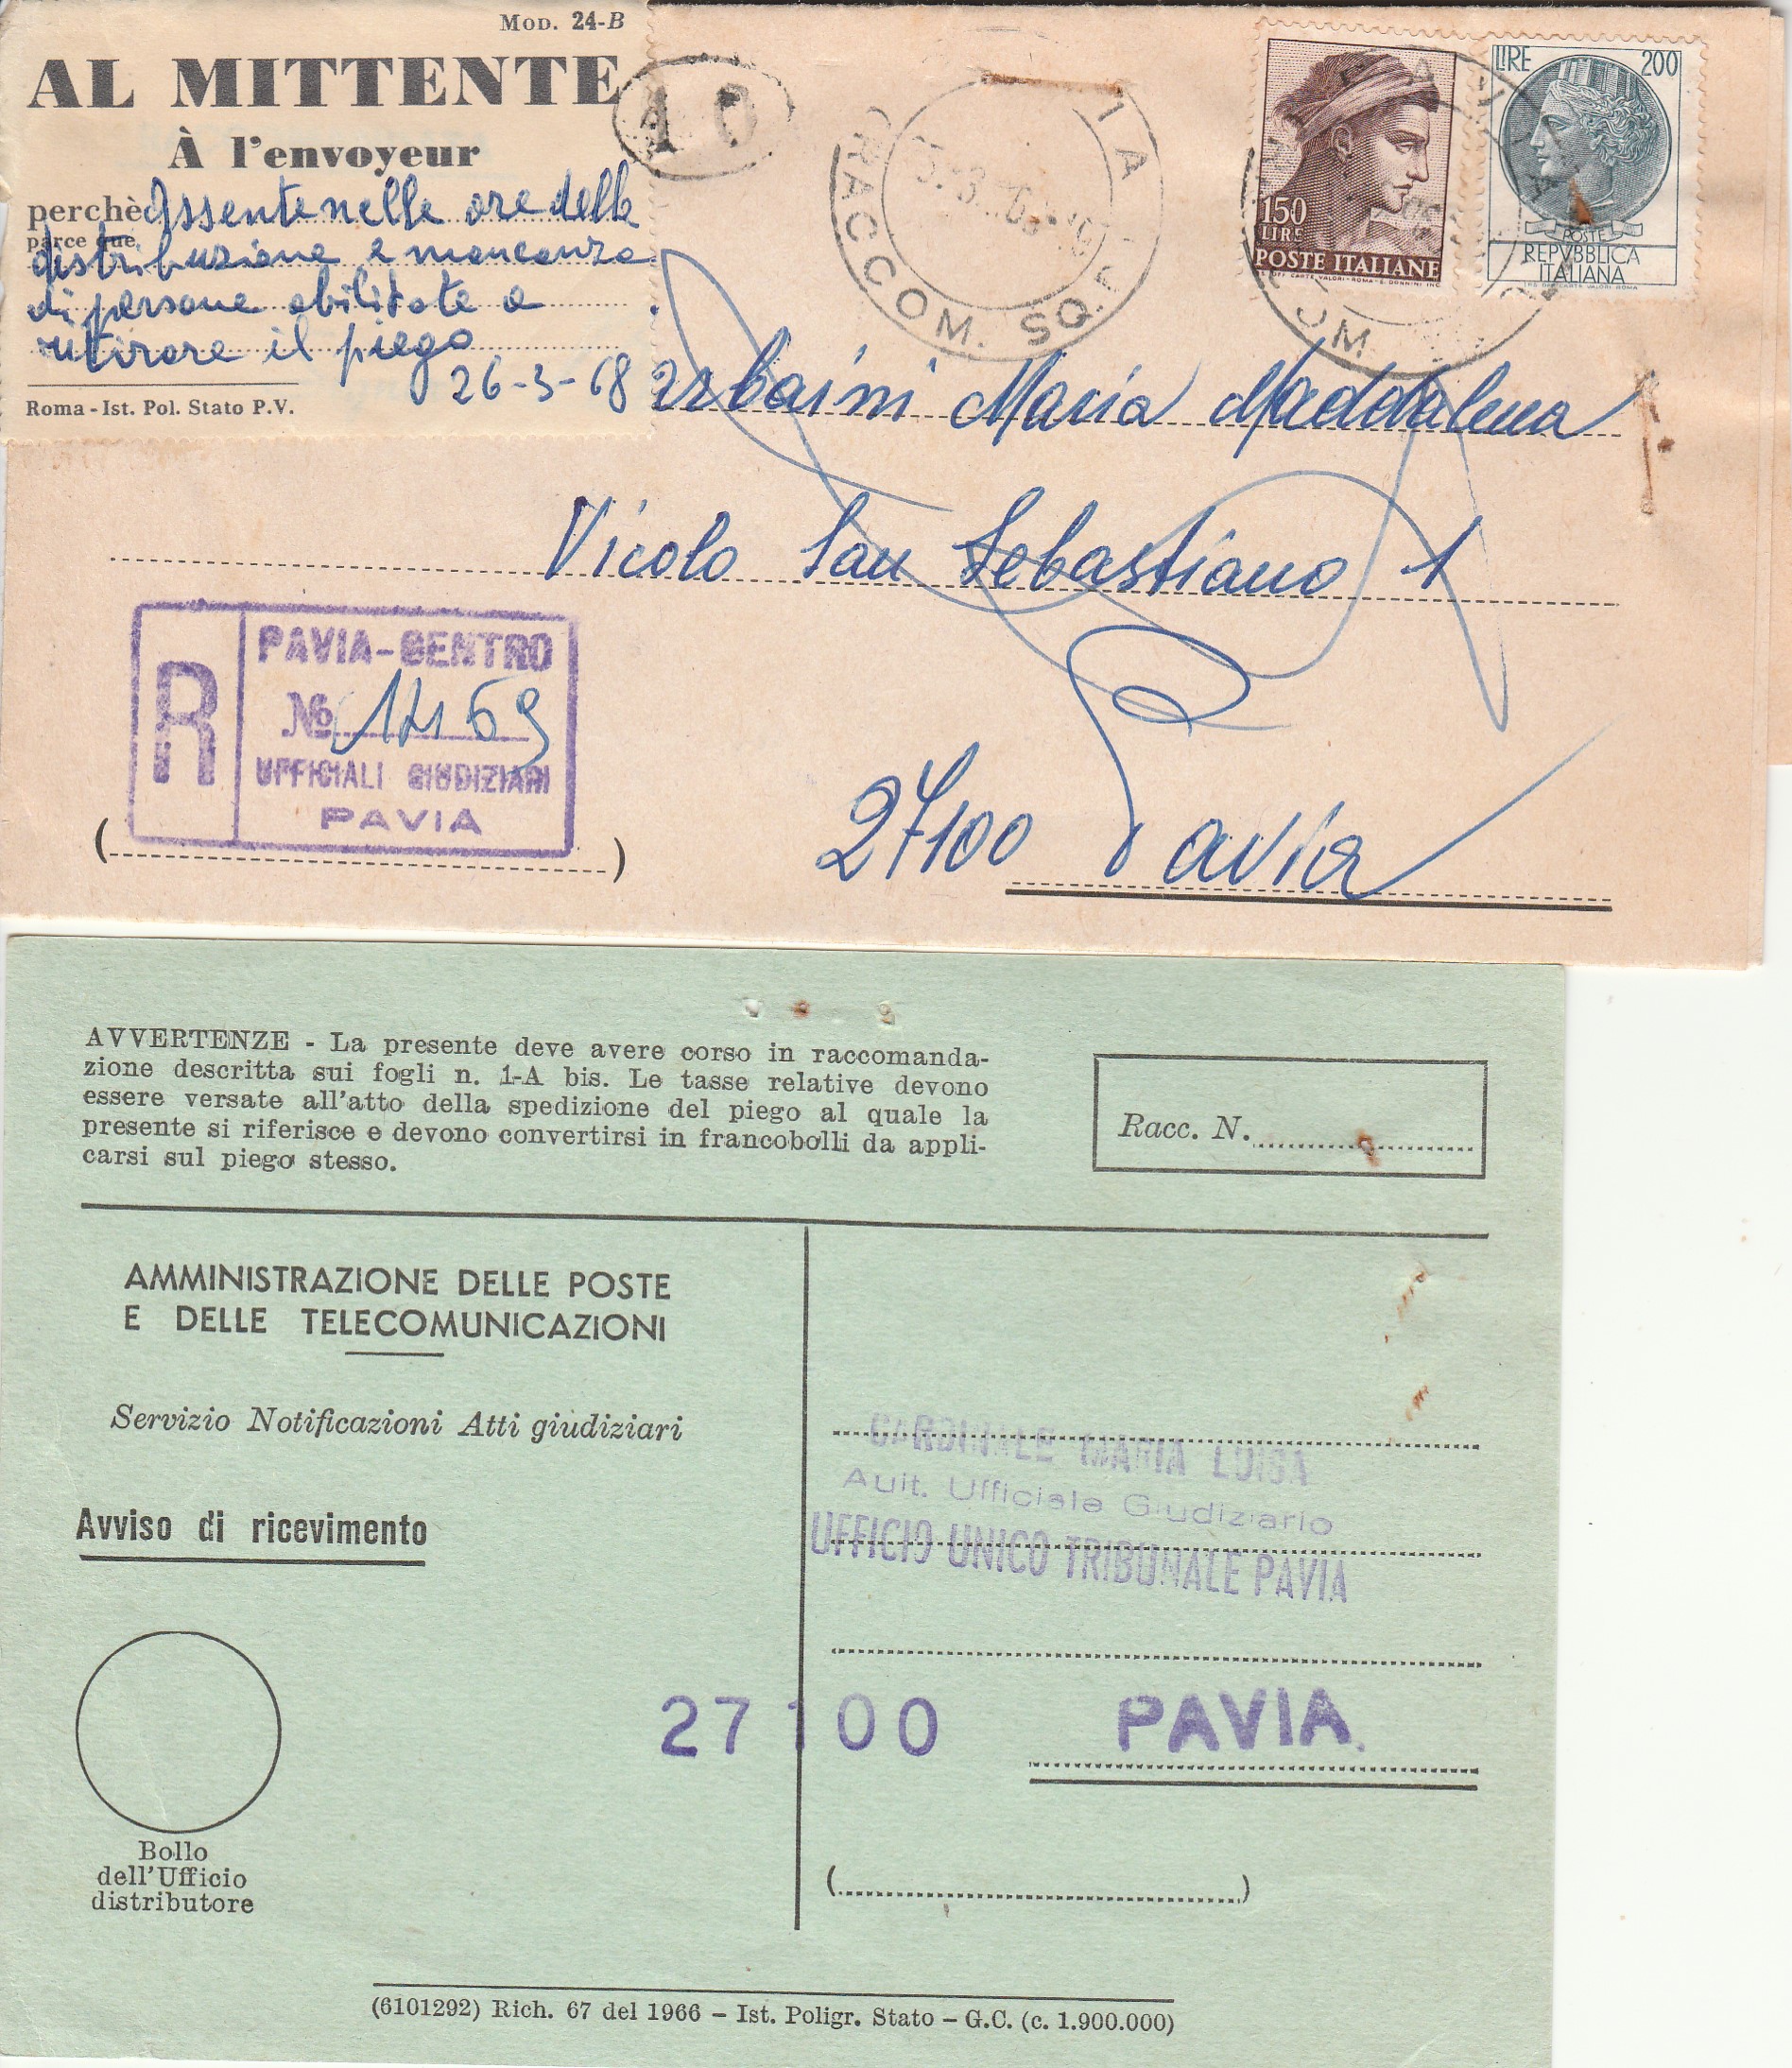 Mod. 24-B
AL MITTENTE
À l'envoyeur
perchè Assente nelle ore della
parce que
distribuzione e mancanza
di persone abilitate a
ritirare il piego
26-3-68
Roma - Ist. Pol. Stato P.V.
A O
RACCOM. SQ.
150
LIRE
POSTE ITALIANE
LIRE 200
POSTE
REPVBBLICA
ITALIANA
Urbaini Maria Maddalena
Vicolo San Sebastiano 1
27100 Pavia
R
PAVIA-CENTRO
No 12169
UFFICIALI GIUDIZIARI
PAVIA
( )
AVVERTENZE - La presente deve avere corso in raccomanda-
zione descritta sui fogli n. 1-A bis. Le tasse relative devono
essere versate all'atto della spedizione del piego al quale la
presente si riferisce e devono convertirsi in francobolli da appli-
carsi sul piego stesso.
Racc. N.
AMMINISTRAZIONE DELLE POSTE
E DELLE TELECOMUNICAZIONI
Servizio Notificazioni Atti giudiziari
Avviso di ricevimento
CARDINALE MARIA LUISA
Auit. Ufficiale Giudiziario
UFFICIO UNICO TRIBUNALE PAVIA
27100 PAVIA.
Bollo
dell'Ufficio
distributore
( )
(6101292) Rich. 67 del 1966 – Ist. Poligr. Stato – G.C. (c. 1.900.000)